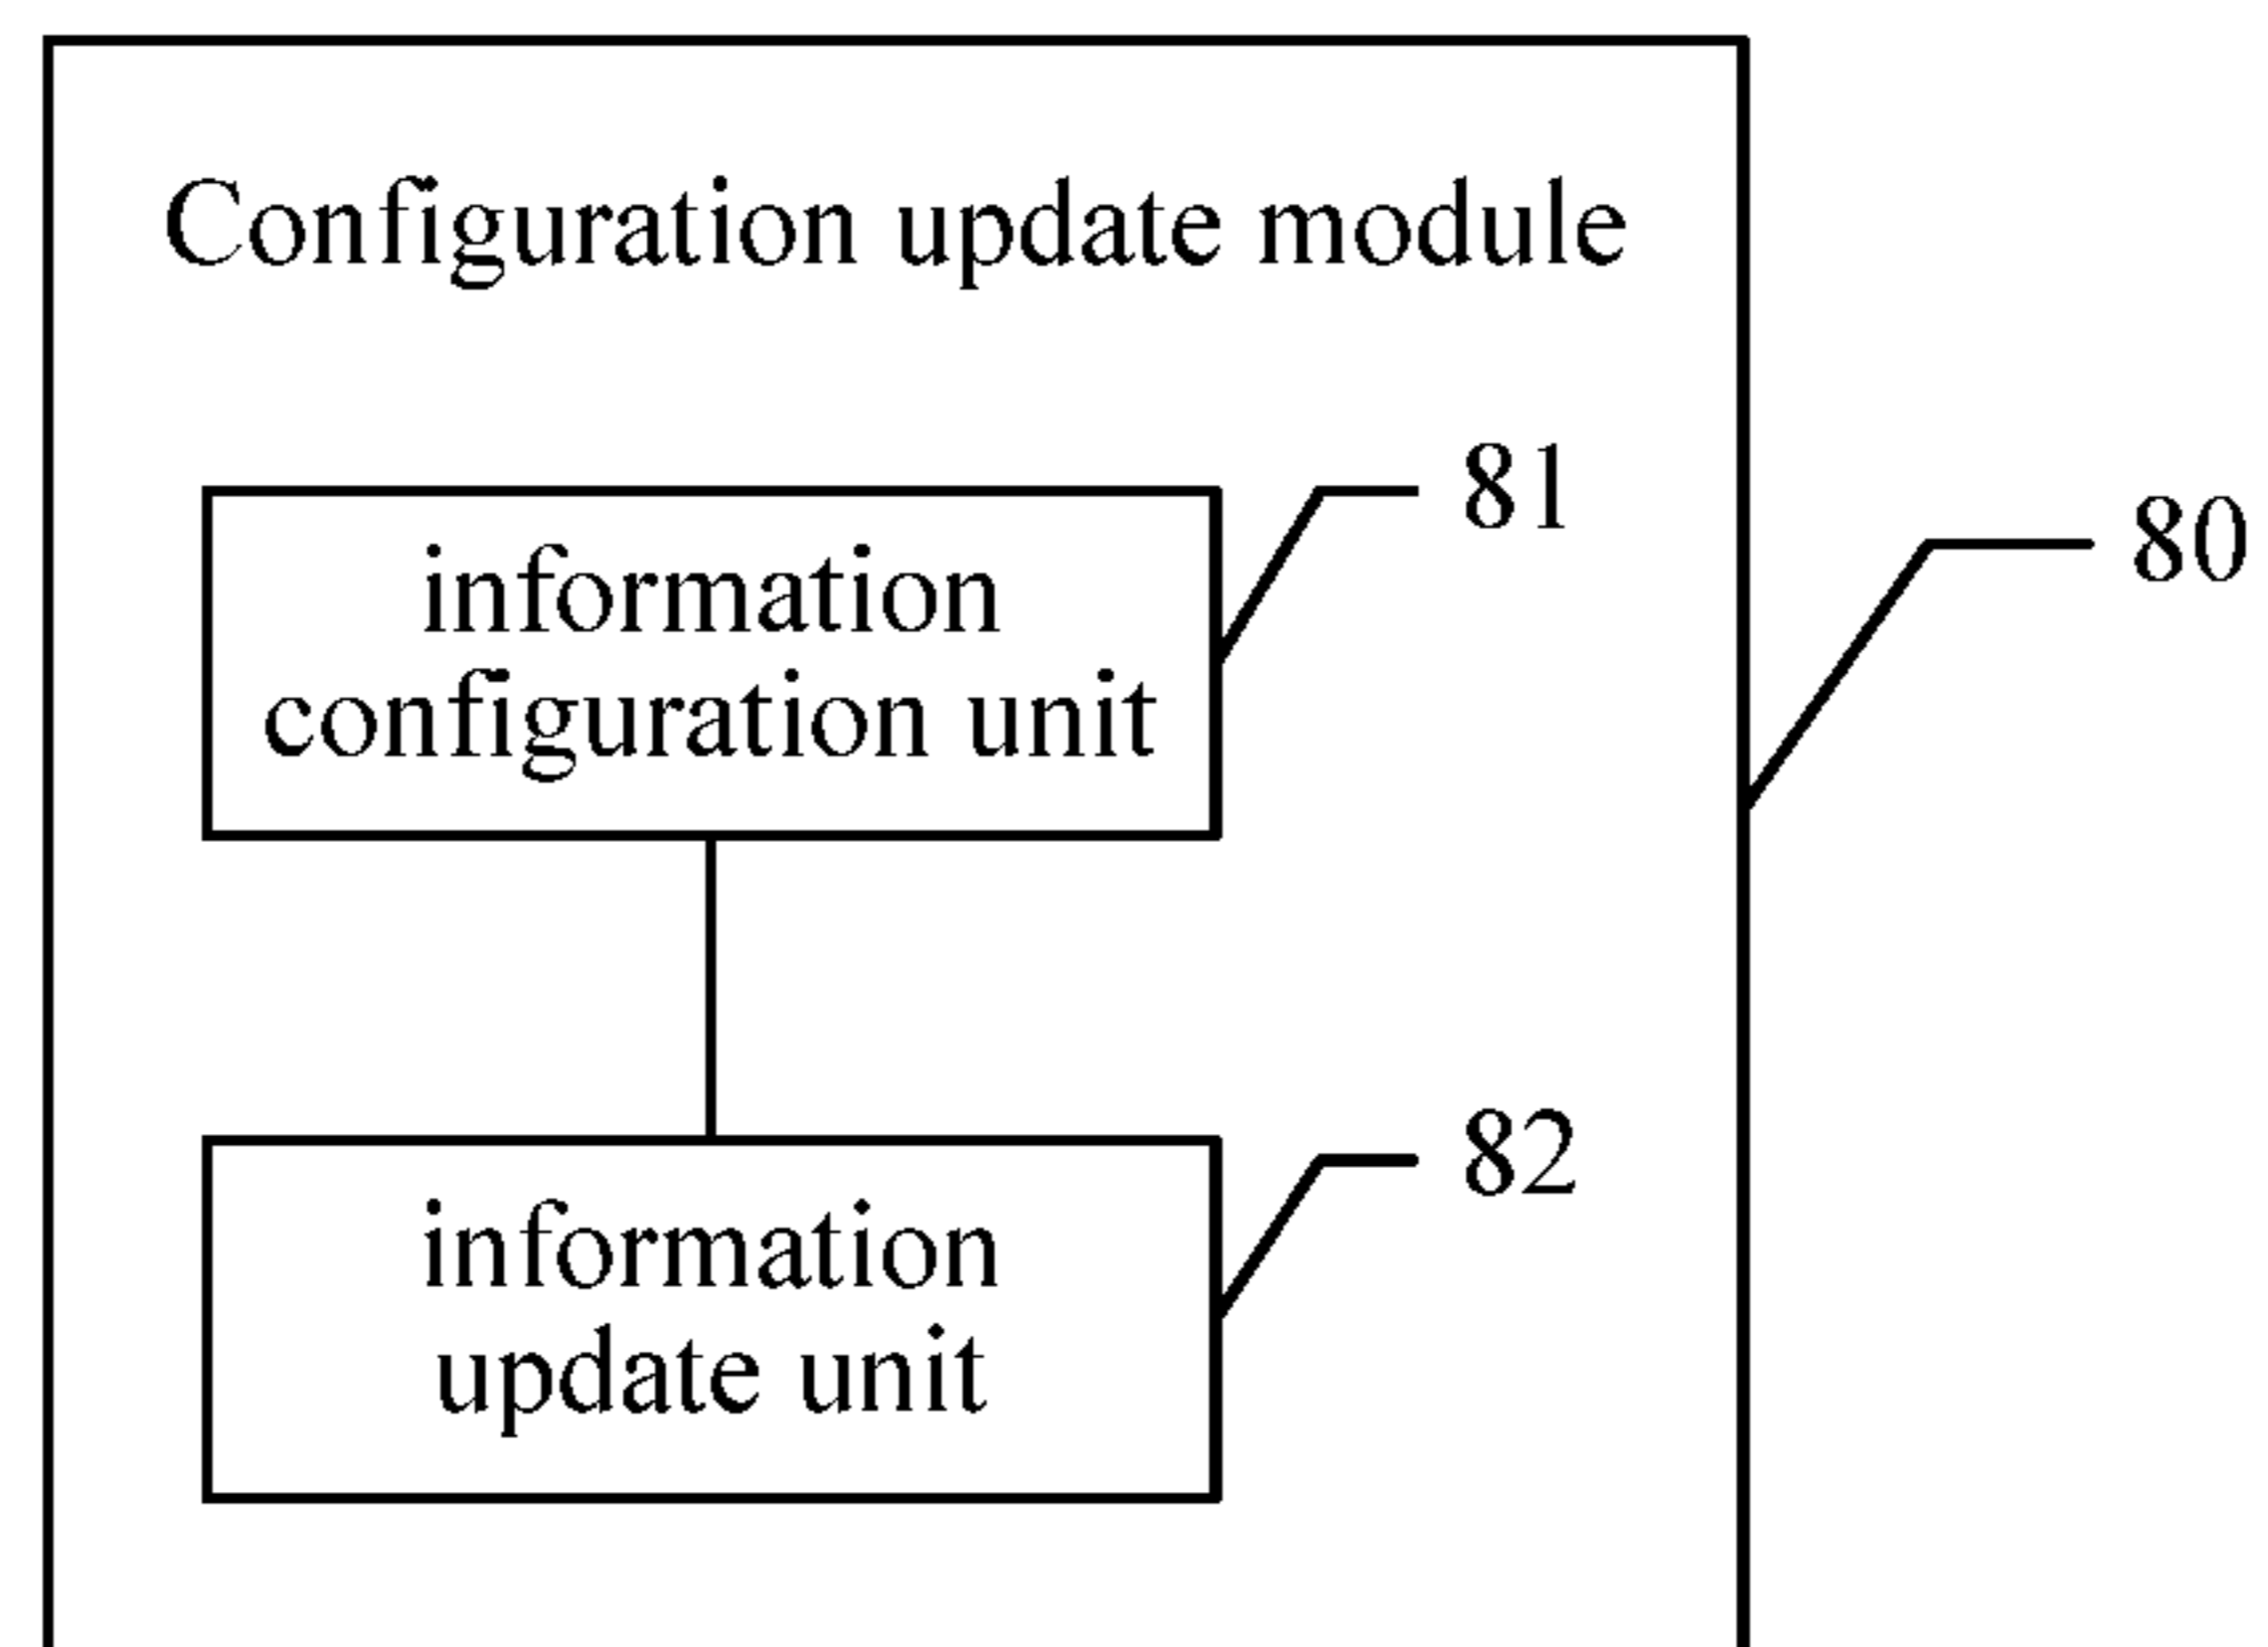 Configuration update module
81
80
information
configuration unit
82
information
update unit